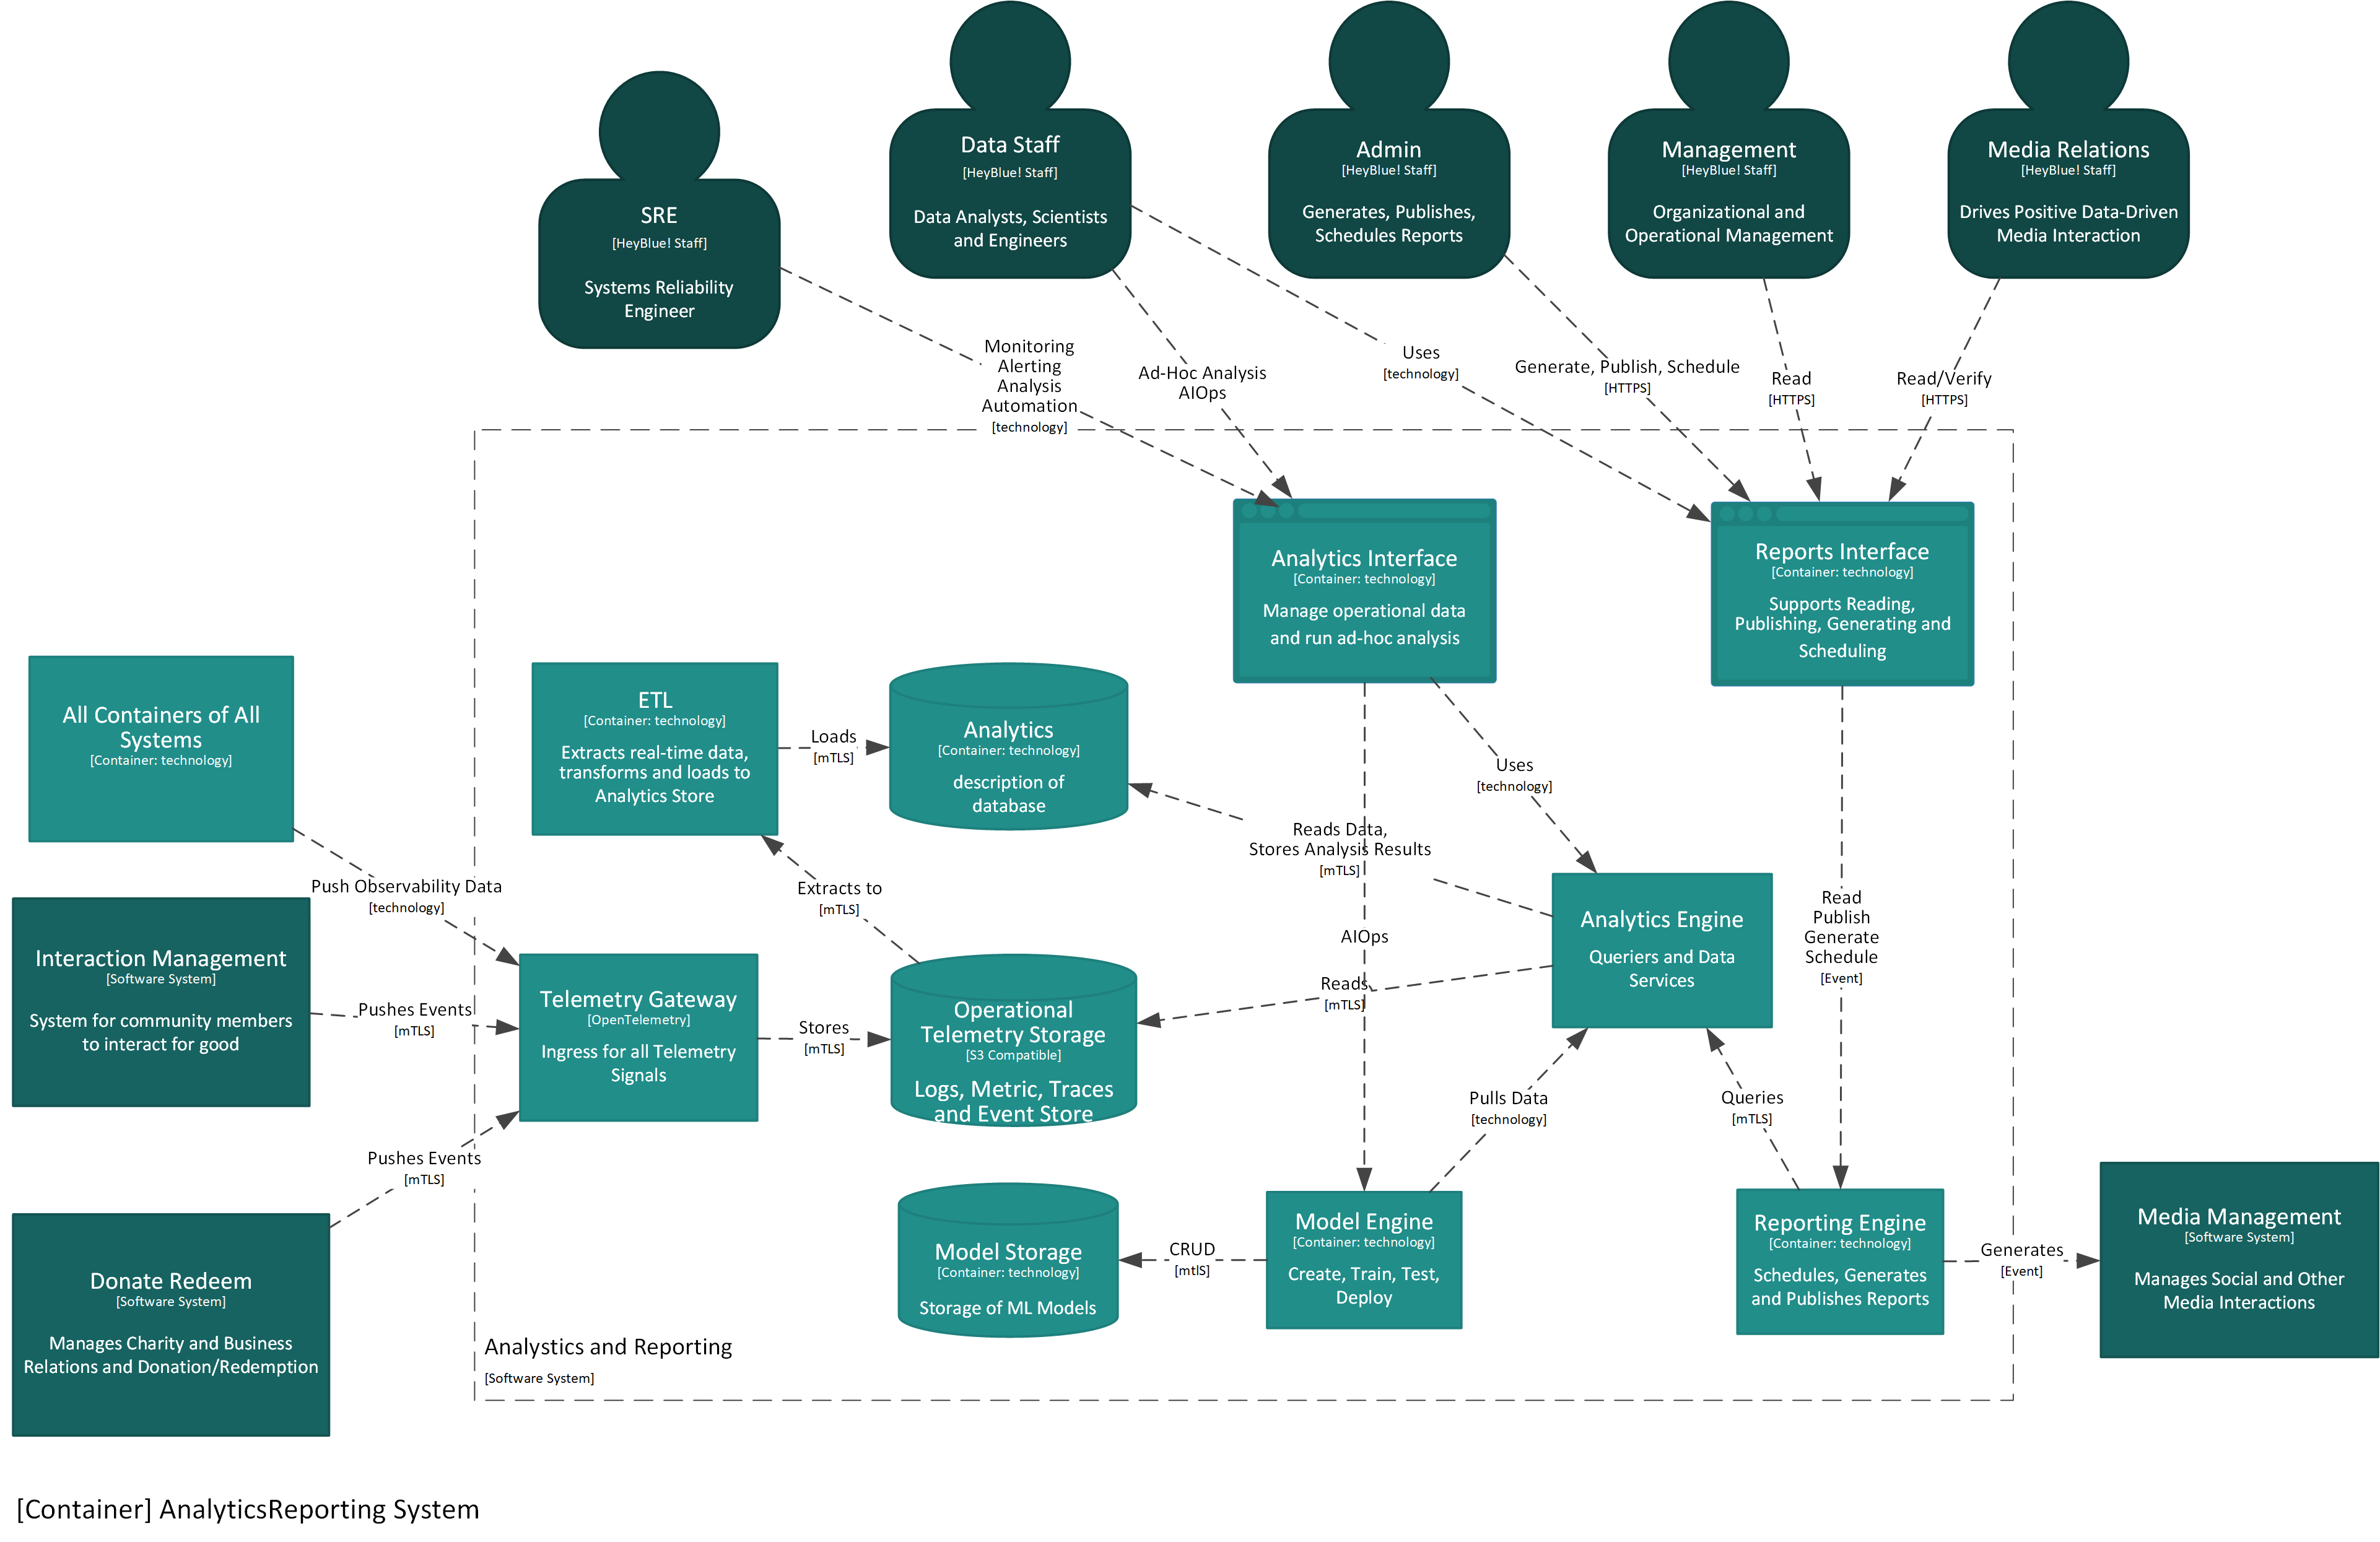 SRE
[HeyBlue! Staff]
Systems Reliability
Engineer
Data Staff
[HeyBlue! Staff]
Data Analysts, Scientists
and Engineers
Admin
[HeyBlue! Staff]
Generates, Publishes,
Schedules Reports
Management
[HeyBlue! Staff]
Organizational and
Operational Management
Media Relations
[HeyBlue! Staff]
Drives Positive Data-Driven
Media Interaction
Monitoring
Alerting
Analysis
Automation
[technology]
Ad-Hoc Analysis
AIOps
Uses
[technology]
Generate, Publish, Schedule
[HTTPS]
Read
[HTTPS]
Read/Verify
[HTTPS]
Analytics Interface
[Container: technology]
Manage operational data
and run ad-hoc analysis
Reports Interface
[Container: technology]
Supports Reading,
Publishing, Generating and
Scheduling
All Containers of All
Systems
[Container: technology]
ETL
[Container: technology]
Extracts real-time data,
transforms and loads to
Analytics Store
Loads
[mTLS]
Analytics
[Container: technology]
description of
database
Uses
[technology]
Reads Data,
Stores Analysis Results
[mTLS]
Push Observability Data
[technology]
Extracts to
[mTLS]
Analytics Engine
Queriers and Data
Services
Read
Publish
Generate
Schedule
[Event]
AIOps
Interaction Management
[Software System]
System for community members
to interact for good
Pushes Events
[mTLS]
Telemetry Gateway
[OpenTelemetry]
Ingress for all Telemetry
Signals
Stores
[mTLS]
Operational
Telemetry Storage
[S3 Compatible]
Logs, Metric, Traces
and Event Store
Reads
[mTLS]
Pulls Data
[technology]
Queries
[mTLS]
Pushes Events
[mTLS]
Donate Redeem
[Software System]
Manages Charity and Business
Relations and Donation/Redemption
Model Storage
[Container: technology]
Storage of ML Models
CRUD
[mtlS]
Model Engine
[Container: technology]
Create, Train, Test,
Deploy
Reporting Engine
[Container: technology]
Schedules, Generates
and Publishes Reports
Generates
[Event]
Media Management
[Software System]
Manages Social and Other
Media Interactions
Analystics and Reporting
[Software System]
[Container] AnalyticsReporting System